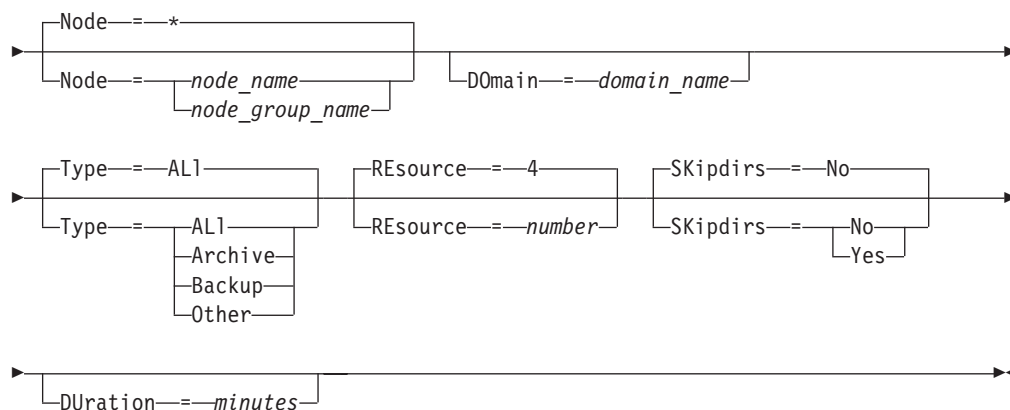 Node = *
Node = node_name
node_group_name
DOmain = domain_name
Type = ALl
Type = ALl
Archive
Backup
Other
REsource = 4
REsource = number
SKipdirs = No
SKipdirs = No
Yes
DUration = minutes